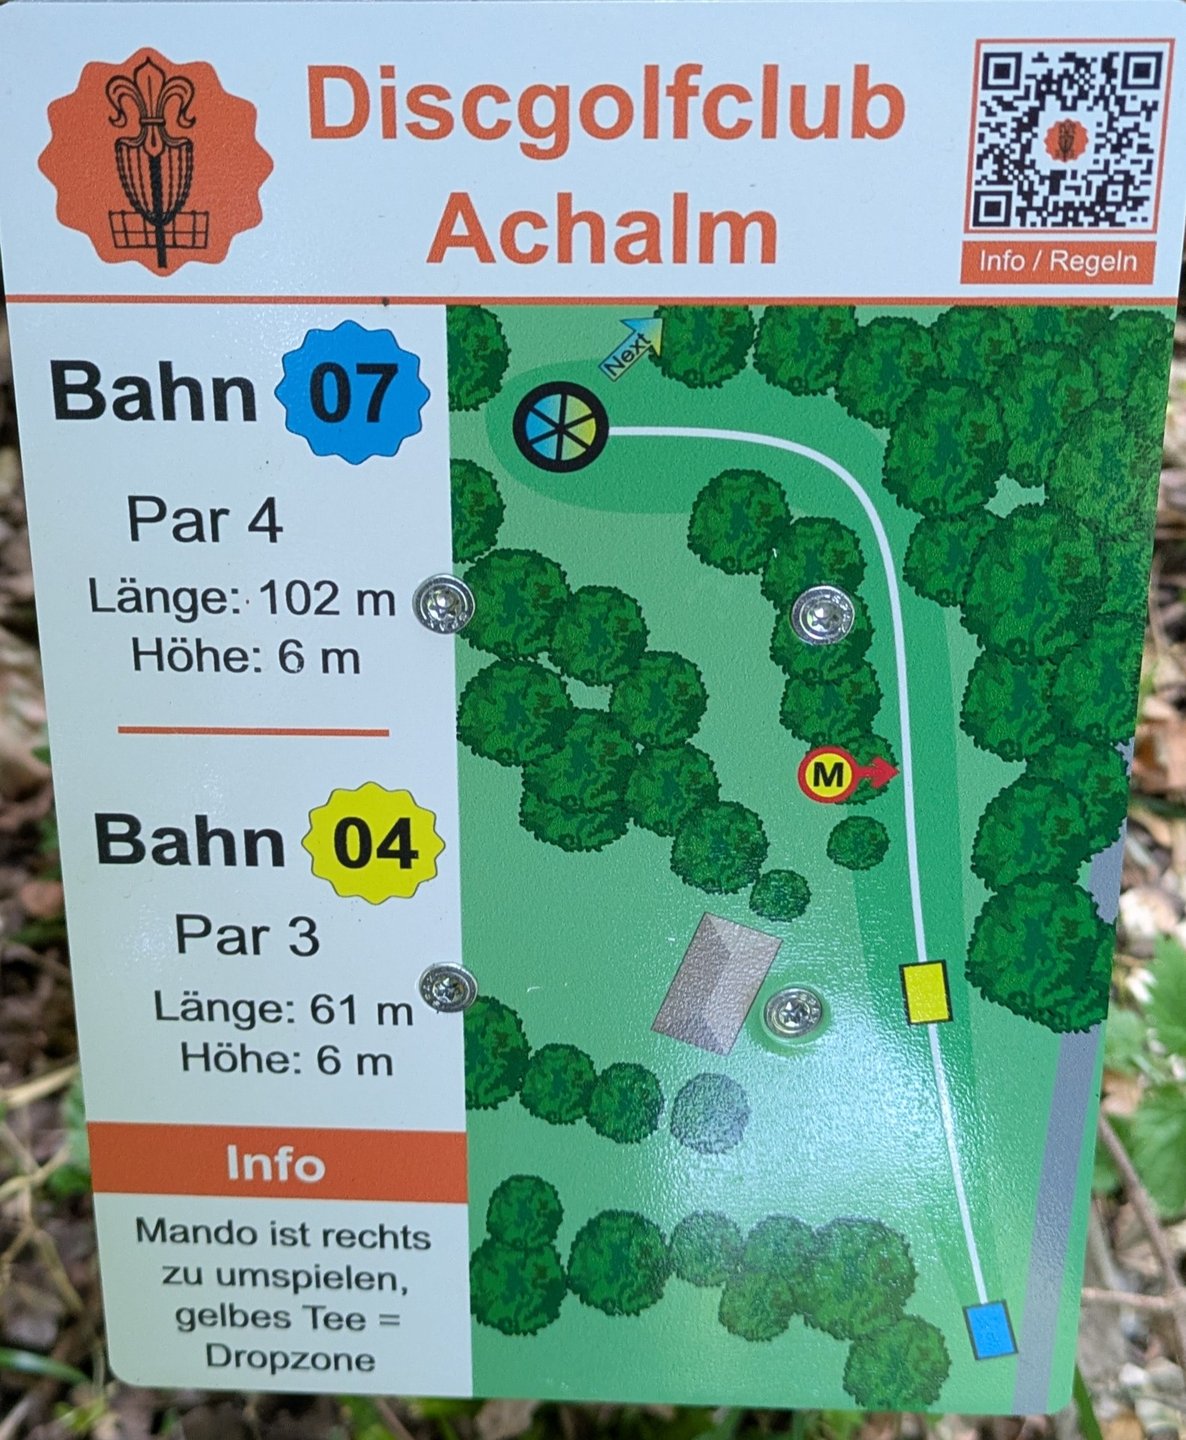 Discgolfclub
Achalm
Info / Regeln
Bahn 07
Par 4
Länge: 102 m
Höhe: 6 m
Bahn 04
Par 3
Länge: 61 m
Höhe: 6 m
Info
Mando ist rechts
zu umspielen,
gelbes Tee =
Dropzone
Next
M